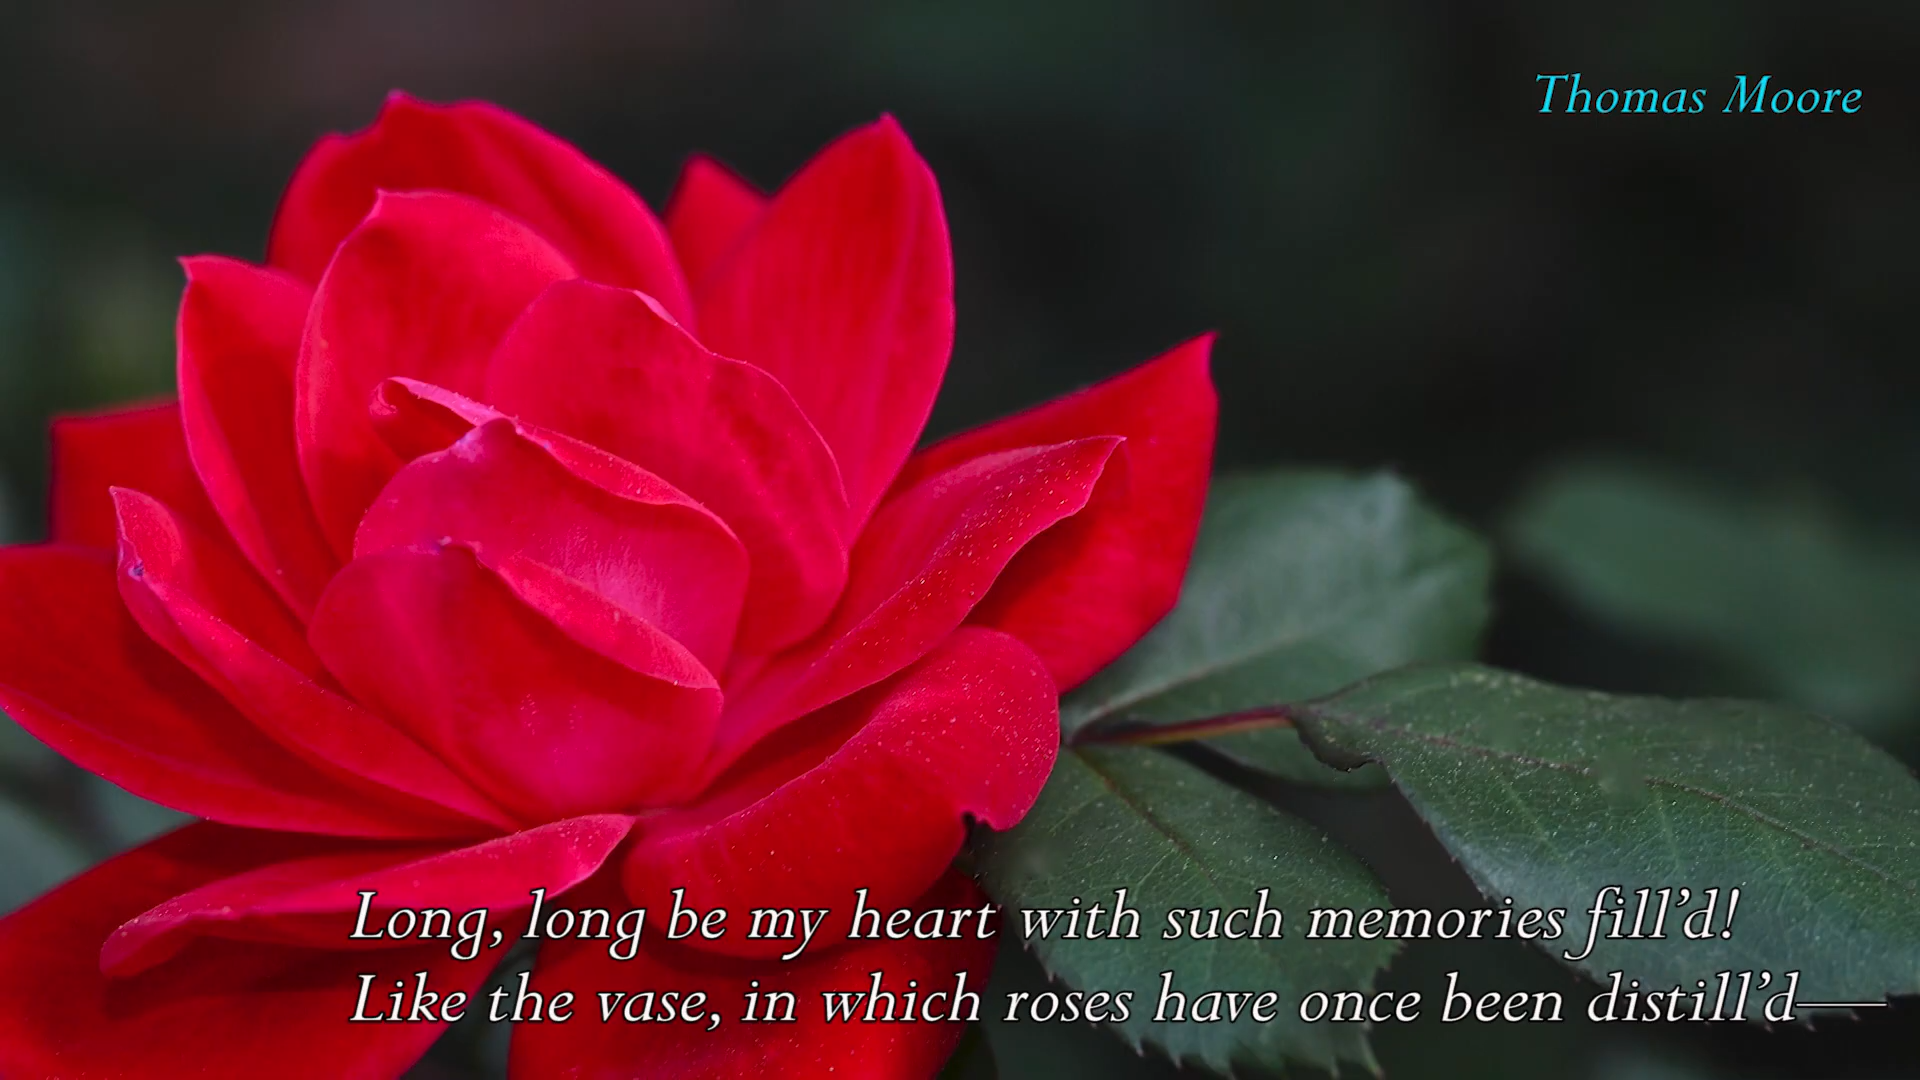 Thomas Moore
Long, long be my heart with such memories fill’d!
Like the vase, in which roses have once been distill’d—